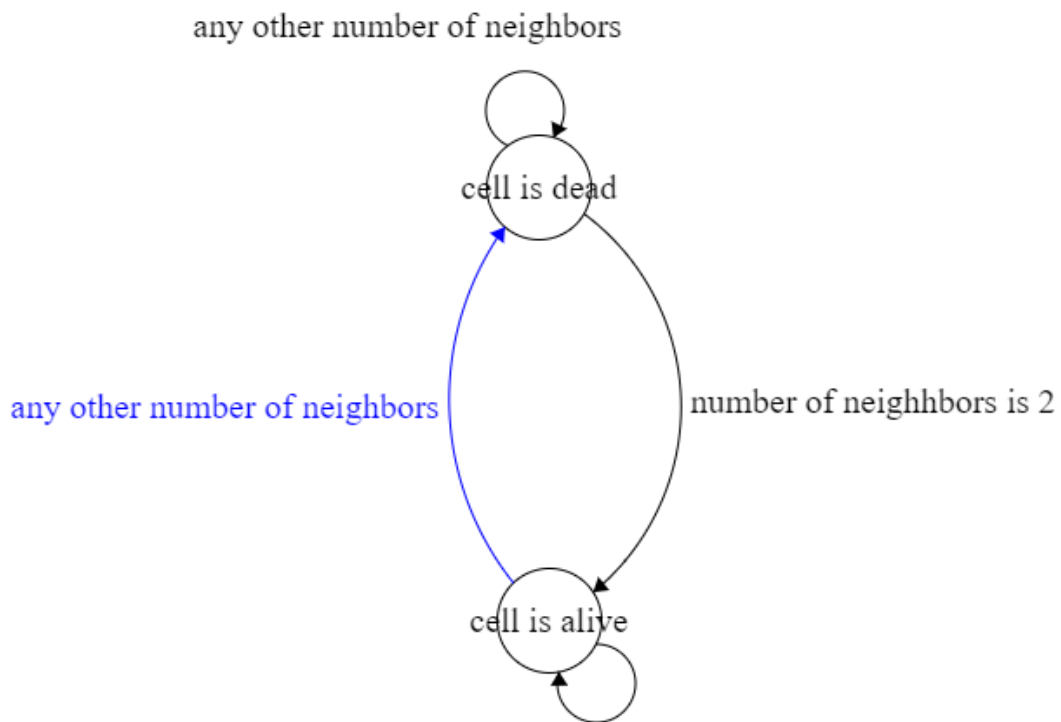 any other number of neighbors
cell is dead
any other number of neighbors
number of neighhbors is 2
cell is alive